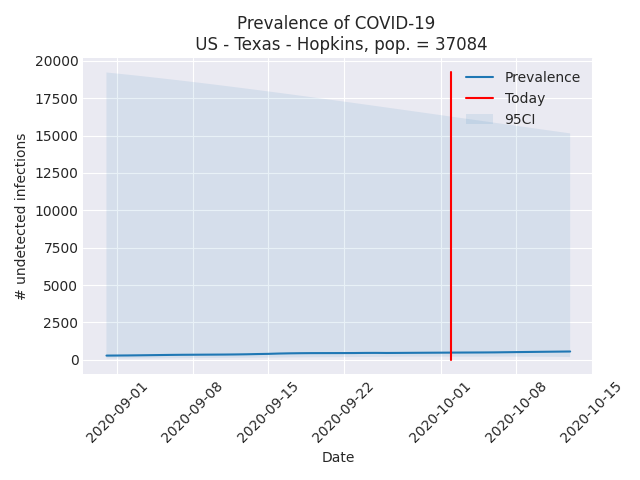 Prevalence of COVID-19
US - Texas - Hopkins, pop. = 37084
20000
17500
15000
12500
10000
7500
5000
2500
0
# undetected infections
Prevalence
Today
95CI
2020-09-01
2020-09-08
2020-09-15
2020-09-22
2020-10-01
2020-10-08
2020-10-15
Date